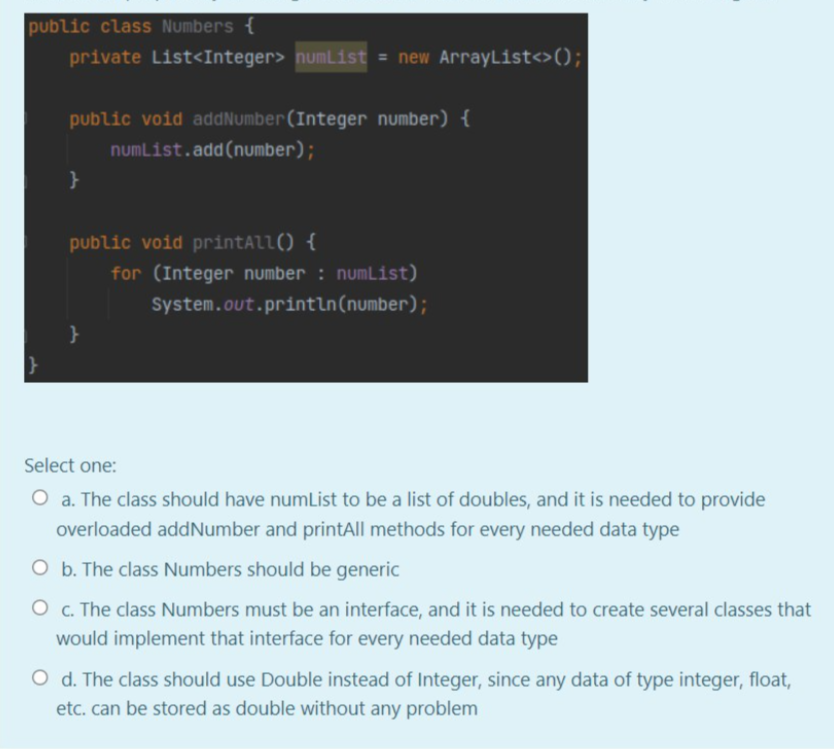 public class Numbers {
private List<Integer> numList = new ArrayList<>();
public void addNumber(Integer number) {
numList.add(number);
}
public void printAll() {
for (Integer number : numList)
System.out.println(number);
}
}
Select one:
a. The class should have numList to be a list of doubles, and it is needed to provide
overloaded addNumber and printAll methods for every needed data type
b. The class Numbers should be generic
c. The class Numbers must be an interface, and it is needed to create several classes that
would implement that interface for every needed data type
d. The class should use Double instead of Integer, since any data of type integer, float,
etc. can be stored as double without any problem